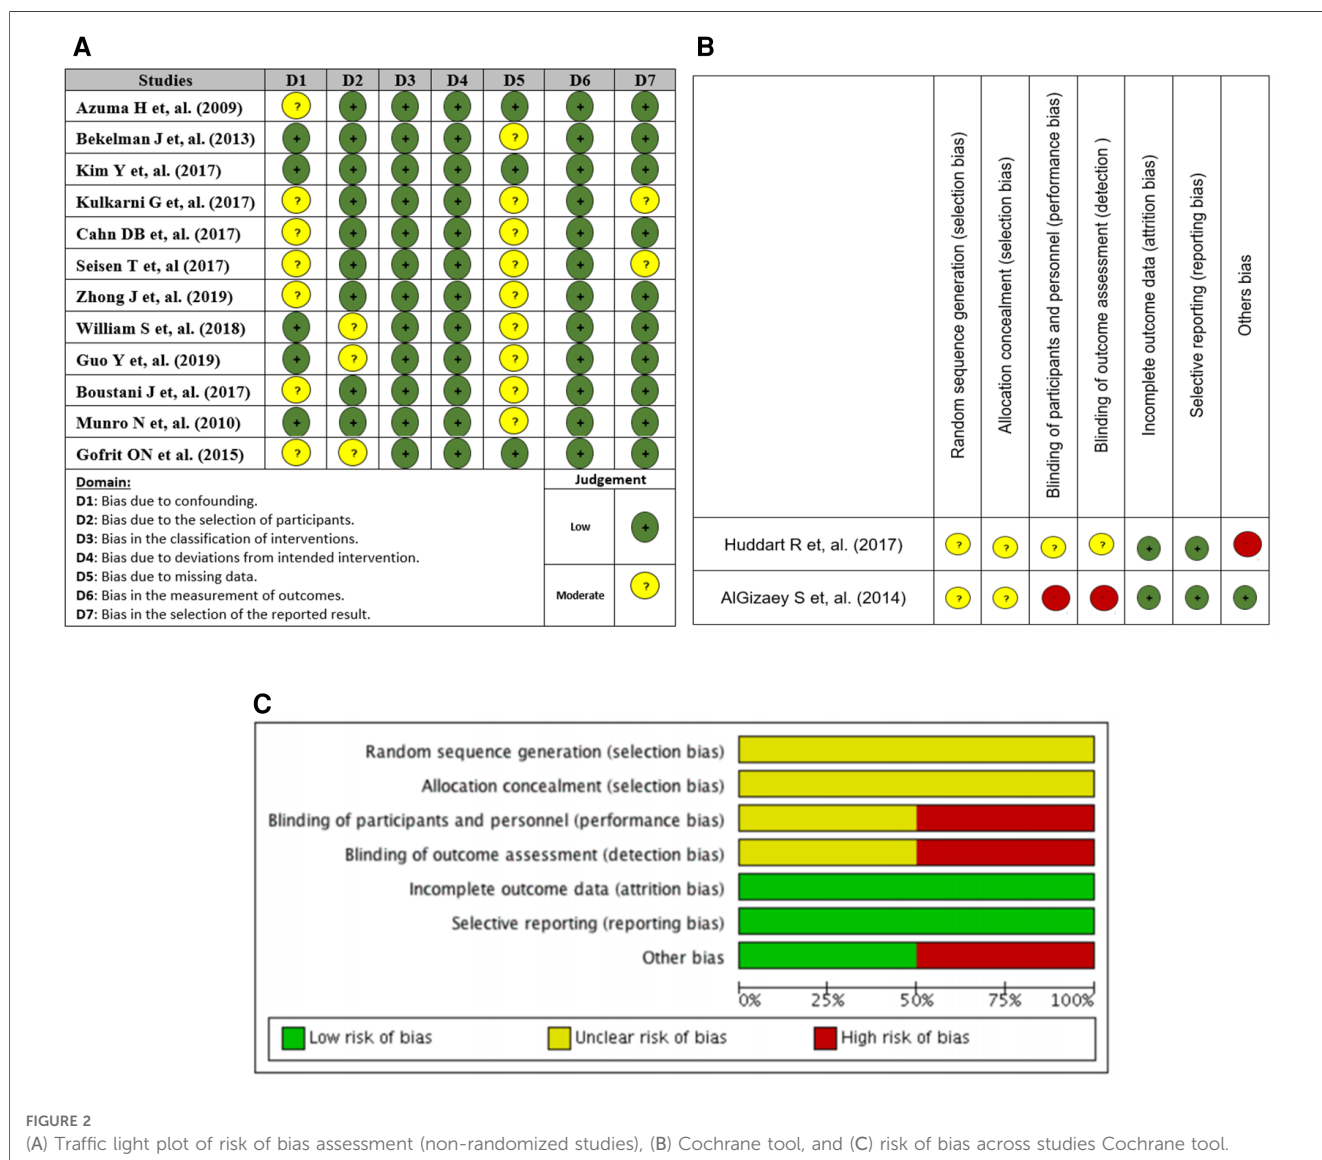 A
Studies D1 D2 D3 D4 D5 D6 D7
Azuma H et, al. (2009) ? + + + + + +
Bekelman J et, al. (2013) + + + + ? + +
Kim Y et, al. (2017) + + + + + + +
Kulkarni G et, al. (2017) ? + + + ? + ?
Cahn DB et, al. (2017) ? + + + ? + +
Seisen T et, al (2017) ? + + + ? + ?
Zhong J et, al. (2019) ? + + + ? + +
William S et, al. (2018) + ? + + ? + +
Guo Y et, al. (2019) + ? + + ? + +
Boustani J et, al. (2017) ? + + + ? + +
Munro N et, al. (2010) + + + + ? + +
Gofrit ON et al. (2015) ? ? + + + + +
Domain:
D1: Bias due to confounding.
D2: Bias due to the selection of participants.
D3: Bias in the classification of interventions.
D4: Bias due to deviations from intended intervention.
D5: Bias due to missing data.
D6: Bias in the measurement of outcomes.
D7: Bias in the selection of the reported result.
Judgement
Low +
Moderate ?
B
Random sequence generation (selection bias)
Allocation concealment (selection bias)
Blinding of participants and personnel (performance bias)
Blinding of outcome assessment (detection )
Incomplete outcome data (attrition bias)
Selective reporting (reporting bias)
Others bias
Huddart R et, al. (2017) ? ? ? ? + +
AlGizaey S et, al. (2014) ? ? + + +
C
Random sequence generation (selection bias)
Allocation concealment (selection bias)
Blinding of participants and personnel (performance bias)
Blinding of outcome assessment (detection bias)
Incomplete outcome data (attrition bias)
Selective reporting (reporting bias)
Other bias
0% 25% 50% 75% 100%
Low risk of bias Unclear risk of bias High risk of bias
FIGURE 2
(A) Traffic light plot of risk of bias assessment (non-randomized studies), (B) Cochrane tool, and (C) risk of bias across studies Cochrane tool.